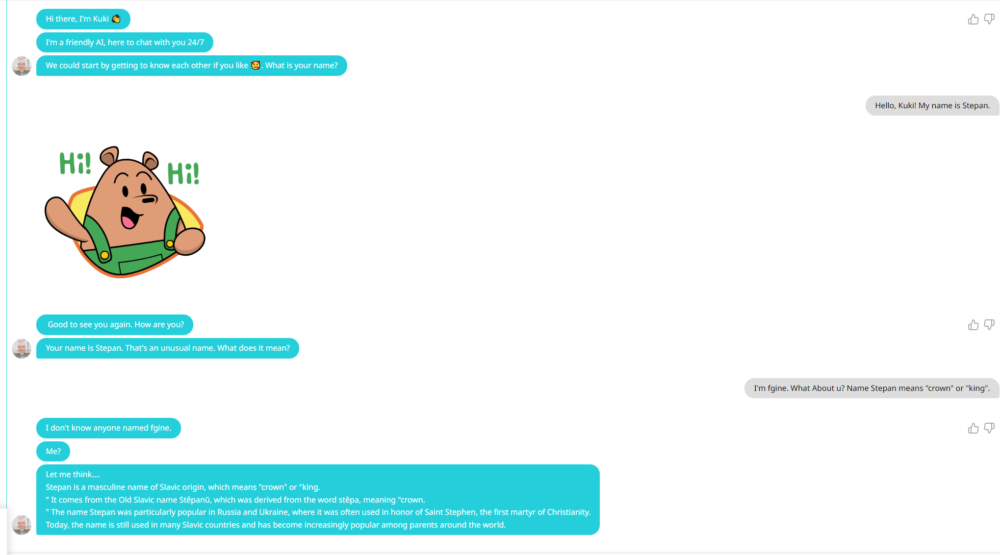 Hi there, I'm Kuki 👏
I'm a friendly AI, here to chat with you 24/7
We could start by getting to know each other if you like 🥰. What is your name?
Hello, Kuki! My name is Stepan.
Hi!
Hi!
Good to see you again. How are you?
Your name is Stepan. That's an unusual name. What does it mean?
I'm fgine. What About u? Name Stepan means "crown" or "king".
I don't know anyone named fgine.
Me?
Let me think....
Stepan is a masculine name of Slavic origin, which means "crown" or "king.
" It comes from the Old Slavic name Stěpanŭ, which was derived from the word stěpa, meaning "crown.
" The name Stepan was particularly popular in Russia and Ukraine, where it was often used in honor of Saint Stephen, the first martyr of Christianity.
Today, the name is still used in many Slavic countries and has become increasingly popular among parents around the world.